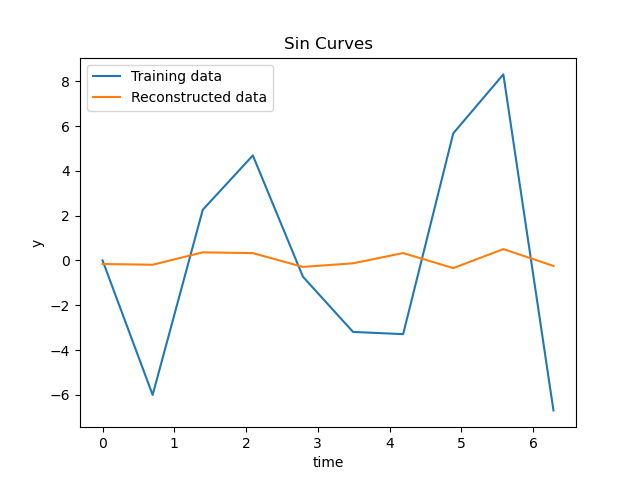 Sin Curves
Training data
Reconstructed data
8
6
4
2
0
−2
−4
−6
y
0 1 2 3 4 5 6
time